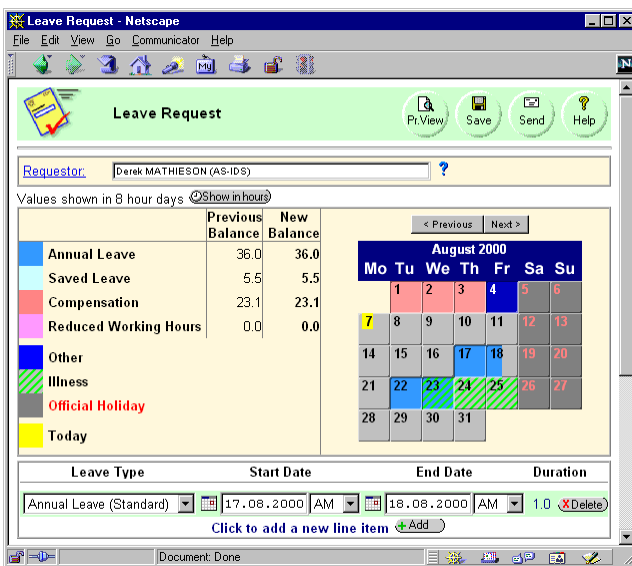 Leave Request - Netscape
File Edit View Go Communicator Help
My
N
Leave Request
Pr.View Save Send Help
Requestor: Derek MATHIESON (AS-IDS) ?
Values shown in 8 hour days Show in hours
Previous Balance New Balance
Annual Leave 36.0 36.0
Saved Leave 5.5 5.5
Compensation 23.1 23.1
Reduced Working Hours 0.0 0.0
Other
Illness
Official Holiday
Today
< Previous Next >
August 2000
Mo Tu We Th Fr Sa Su
1 2 3 4 5 6
7 8 9 10 11 12 13
14 15 16 17 18 19 20
21 22 23 24 25 26 27
28 29 30 31
Leave Type Start Date End Date Duration
Annual Leave (Standard) 17.08.2000 AM 18.08.2000 AM 1.0 X Delete
Click to add a new line item + Add
Document: Done